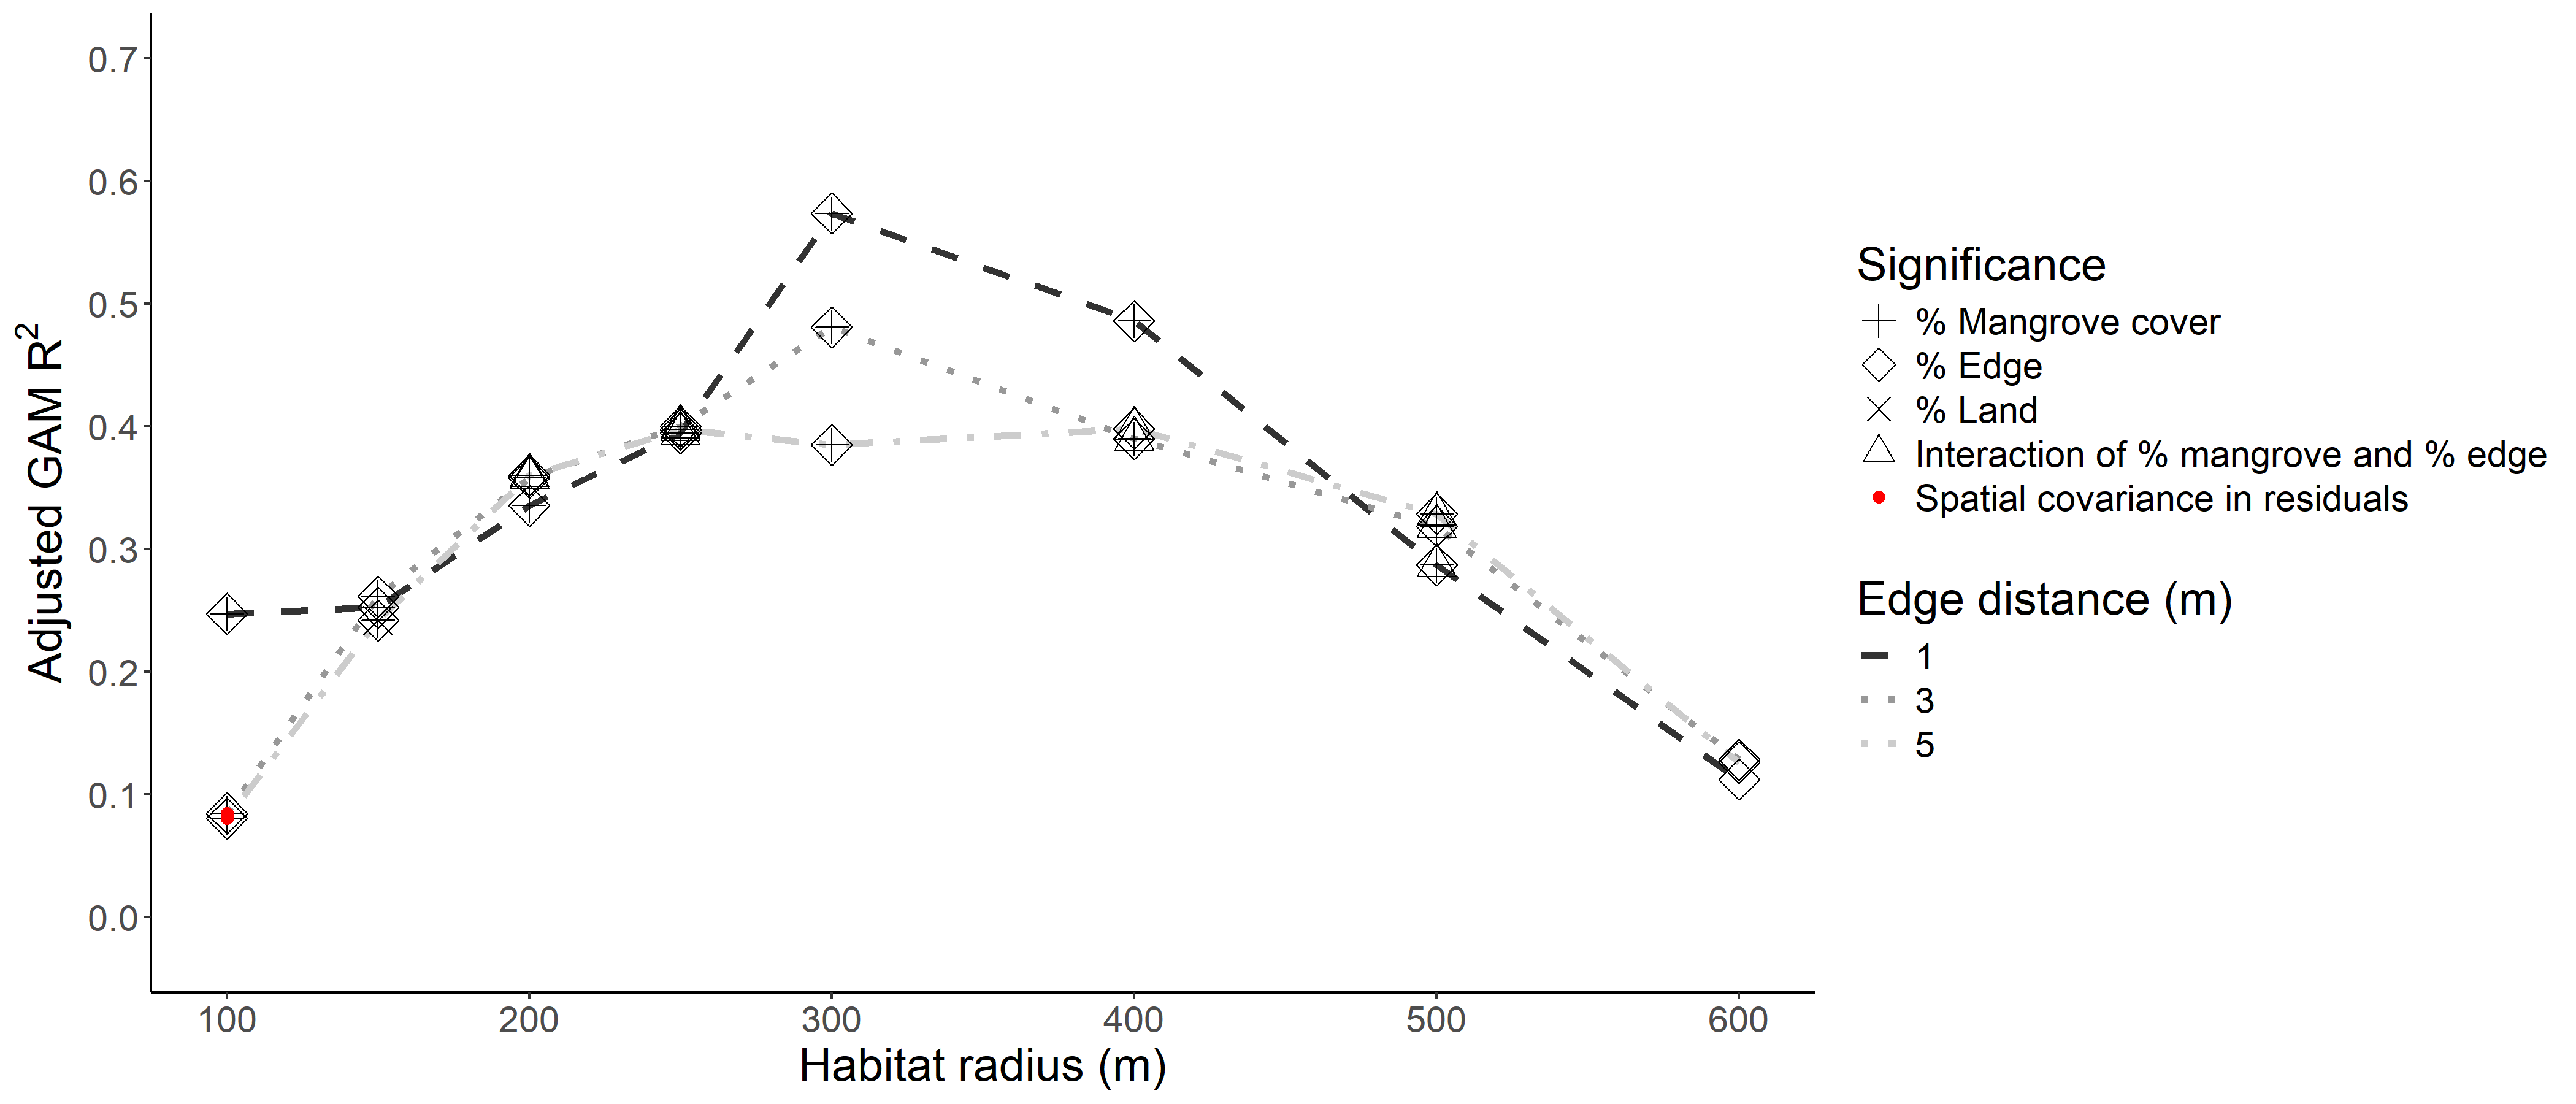 0.7
0.6
0.5
0.4
0.3
0.2
0.1
0.0
Adjusted GAM R²
100 200 300 400 500 600
Habitat radius (m)
Significance
% Mangrove cover
% Edge
% Land
Interaction of % mangrove and % edge
Spatial covariance in residuals
Edge distance (m)
1
3
5